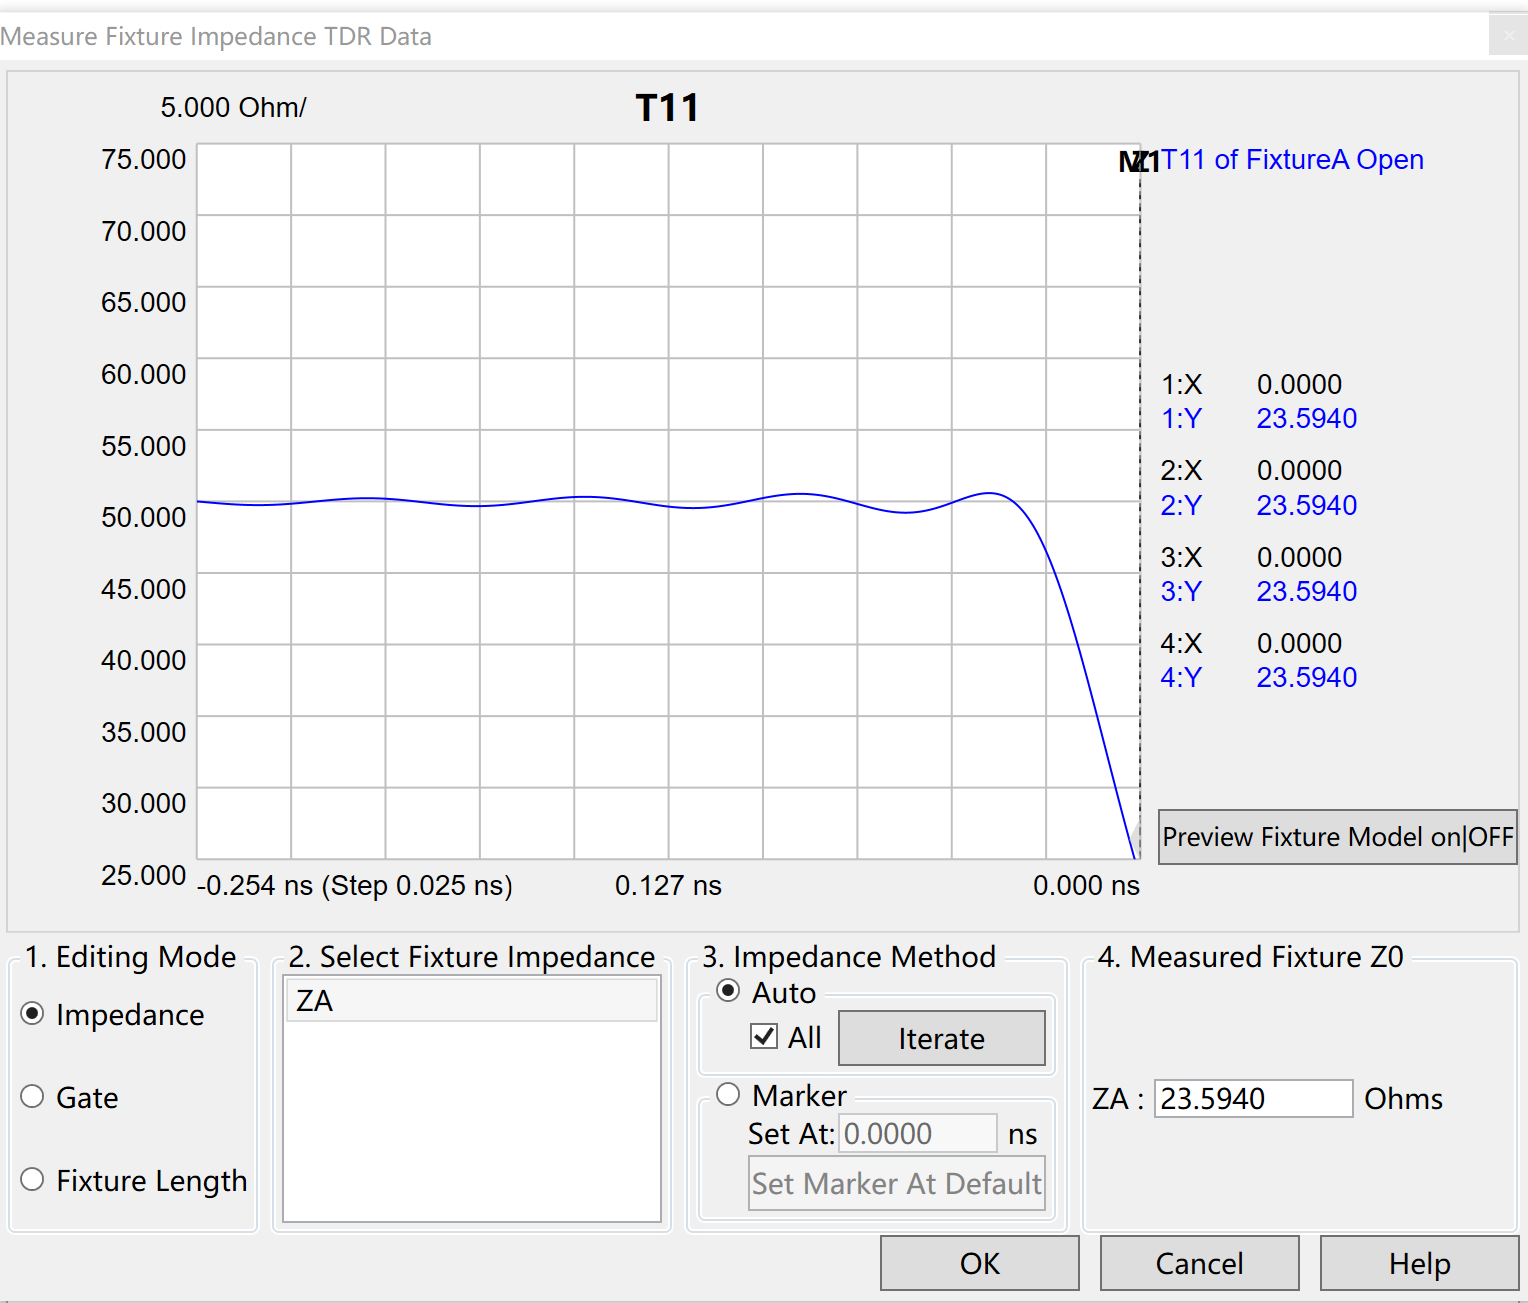 Measure Fixture Impedance TDR Data
5.000 Ohm/
T11
75.000
70.000
65.000
60.000
55.000
50.000
45.000
40.000
35.000
30.000
25.000
-0.254 ns (Step 0.025 ns)
0.127 ns
0.000 ns
T11 of FixtureA Open
1:X 0.0000
1:Y 23.5940
2:X 0.0000
2:Y 23.5940
3:X 0.0000
3:Y 23.5940
4:X 0.0000
4:Y 23.5940
Preview Fixture Model on|OFF
1. Editing Mode
Impedance
Gate
Fixture Length
2. Select Fixture Impedance
ZA
3. Impedance Method
Auto
All
Iterate
Marker
Set At: 0.0000 ns
Set Marker At Default
4. Measured Fixture Z0
ZA : 23.5940 Ohms
OK
Cancel
Help